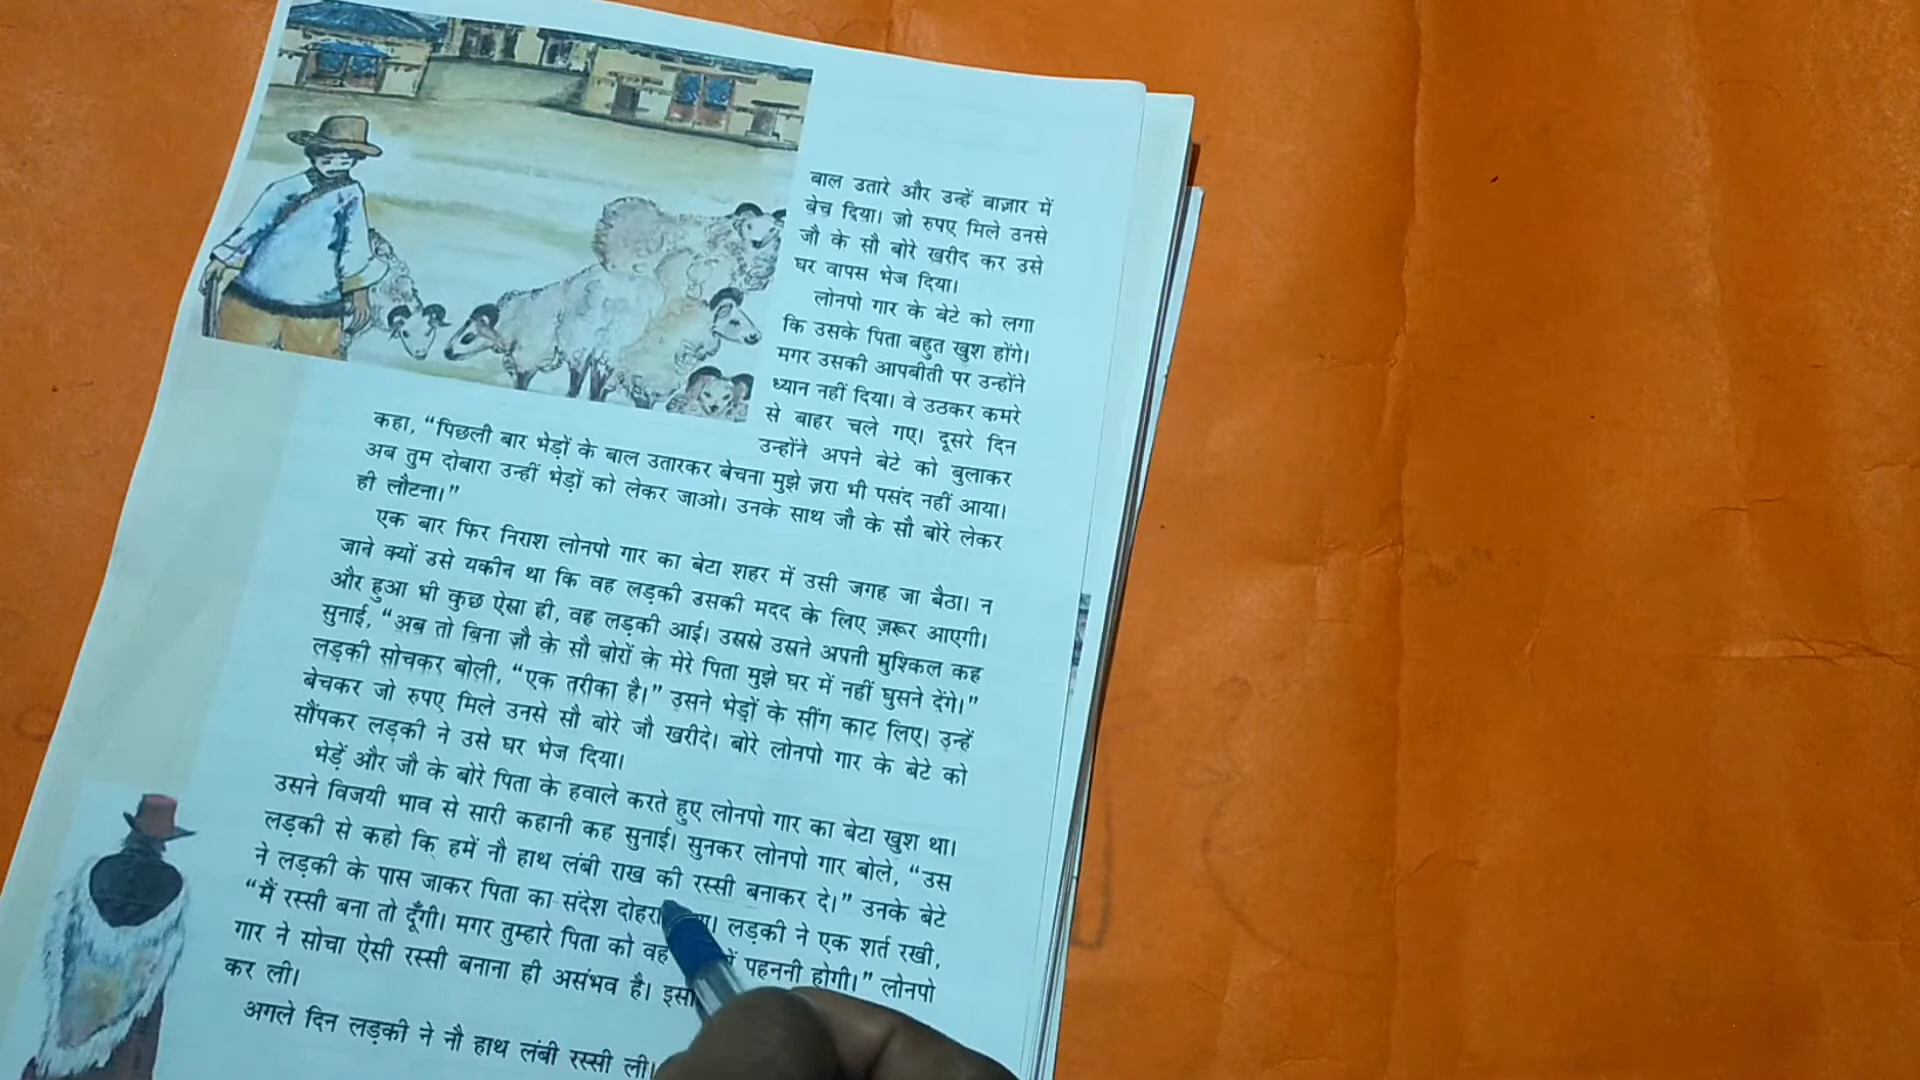 बाल उतारे और उन्हें बाज़ार में
बेच दिया। जो रुपए मिले उनसे
जौ के सौ बोरे खरीद कर उसे
घर वापस भेज दिया।
लोनपो गार के बेटे को लगा
कि उसके पिता बहुत खुश होंगे।
मगर उसकी आपबीती पर उन्होंने
ध्यान नहीं दिया। वे उठकर कमरे
से बाहर चले गए। दूसरे दिन
उन्होंने अपने बेटे को बुलाकर
कहा, “पिछली बार भेड़ों के बाल उतारकर बेचना मुझे ज़रा भी पसंद नहीं आया।
अब तुम दोबारा उन्हीं भेड़ों को लेकर जाओ। उनके साथ जौ के सौ बोरे लेकर
ही लौटना।”
एक बार फिर निराश लोनपो गार का बेटा शहर में उसी जगह जा बैठा। न
जाने क्यों उसे यकीन था कि वह लड़की उसकी मदद के लिए ज़रूर आएगी।
और हुआ भी कुछ ऐसा ही, वह लड़की आई। उससे उसने अपनी मुश्किल कह
सुनाई, “अब तो बिना जौ के सौ बोरों के मेरे पिता मुझे घर में नहीं घुसने देंगे।”
लड़की सोचकर बोली, “एक तरीका है।” उसने भेड़ों के सींग काट लिए। उन्हें
बेचकर जो रुपए मिले उनसे सौ बोरे जौ खरीदे। बोरे लोनपो गार के बेटे को
सौंपकर लड़की ने उसे घर भेज दिया।
भेड़ें और जौ के बोरे पिता के हवाले करते हुए लोनपो गार का बेटा खुश था।
उसने विजयी भाव से सारी कहानी कह सुनाई। सुनकर लोनपो गार बोले, “उस
लड़की से कहो कि हमें नौ हाथ लंबी राख की रस्सी बनाकर दे।” उनके बेटे
ने लड़की के पास जाकर पिता का संदेश लड़की ने एक शर्त रखी,
“मैं रस्सी बना तो दूँगी। मगर तुम्हारे पिता को वह पहननी होगी।” लोनपो
गार ने सोचा ऐसी रस्सी बनाना ही असंभव है।
कर ली।
अगले दिन लड़की ने नौ हाथ लंबी रस्सी ली।